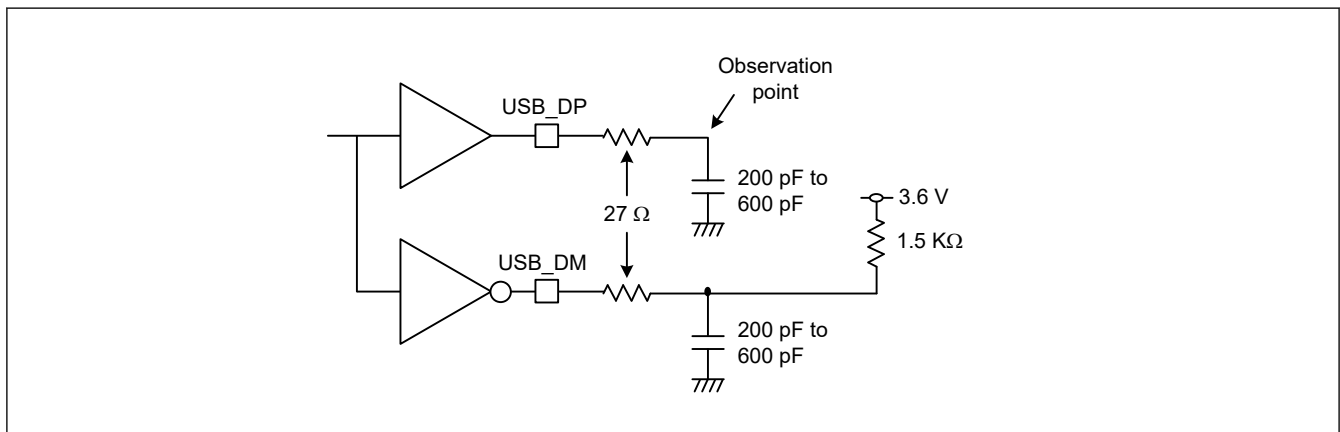 Observation
point
USB_DP
200 pF to
600 pF
3.6 V
27 Ω
1.5 KΩ
USB_DM
200 pF to
600 pF